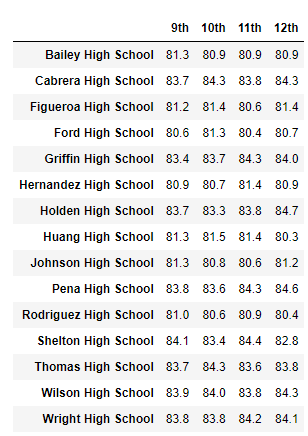 9th 10th 11th 12th
Bailey High School 81.3 80.9 80.9 80.9
Cabrera High School 83.7 84.3 83.8 84.3
Figueroa High School 81.2 81.4 80.6 81.4
Ford High School 80.6 81.3 80.4 80.7
Griffin High School 83.4 83.7 84.3 84.0
Hernandez High School 80.9 80.7 81.4 80.9
Holden High School 83.7 83.3 83.8 84.7
Huang High School 81.3 81.5 81.4 80.3
Johnson High School 81.3 80.8 80.6 81.2
Pena High School 83.8 83.6 84.3 84.6
Rodriguez High School 81.0 80.6 80.9 80.4
Shelton High School 84.1 83.4 84.4 82.8
Thomas High School 83.7 84.3 83.6 83.8
Wilson High School 83.9 84.0 83.8 84.3
Wright High School 83.8 83.8 84.2 84.1